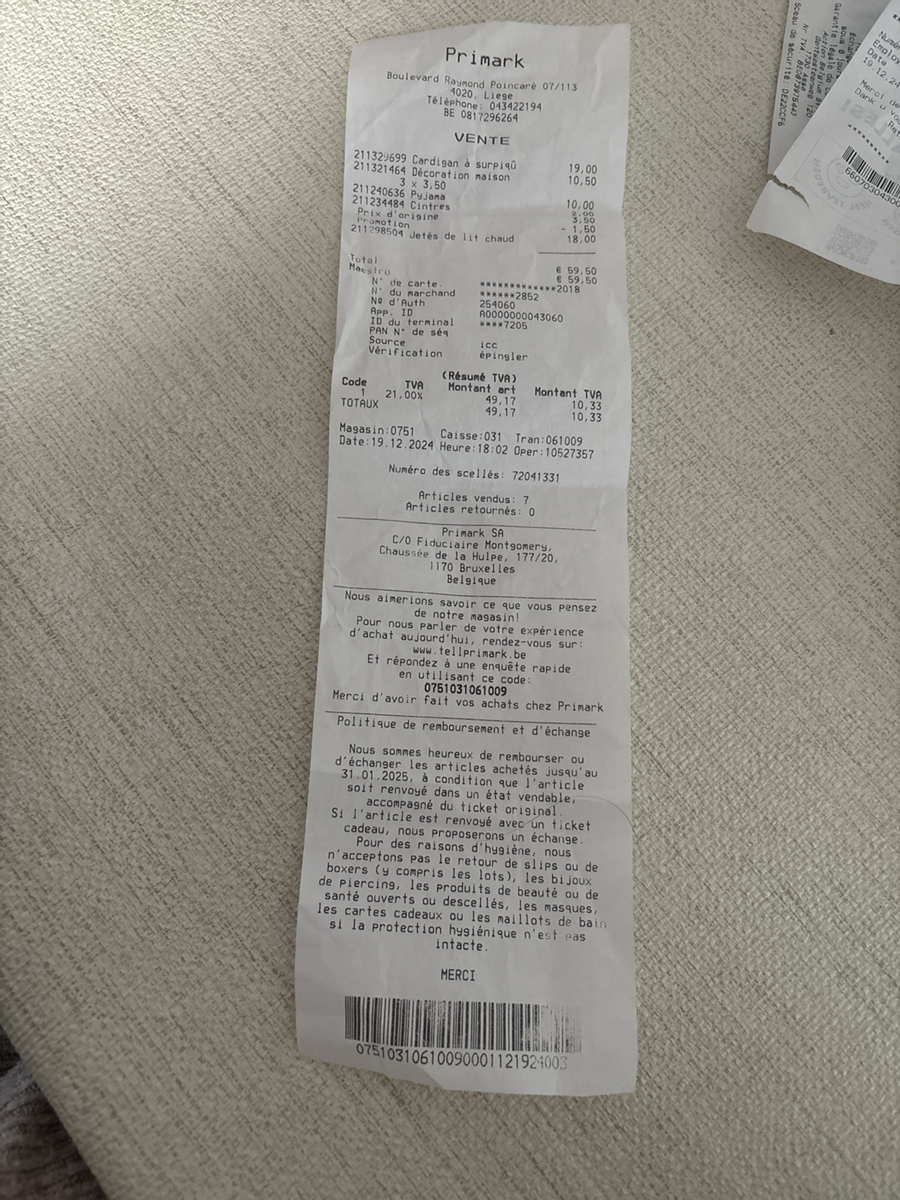 Primark
Boulevard Raymond Poincaré 07/113
4020, Liege
Téléphone: 043422194
BE 0817296264
VENTE
211329699 Cardigan à surpiqû 19,00
211321464 Décoration maison 10,50
3 x 3,50
211240636 Pyjama 10,00
211234484 Cintres 2,00
Prix d'origine 3,50
Promotion - 1,50
211298504 Jetés de lit chaud 18,00
Total € 59,50
Maestro € 59,50
N° de carte *************2018
N° du marchand ******2852
Nº d'Auth 254060
App. ID A0000000043060
ID du terminal ****7205
PAN N° de séq
Source icc
Vérification épingler
(Résumé TVA)
Code TVA Montant art Montant TVA
1 21,00% 49,17 10,33
TOTAUX 49,17 10,33
Magasin:0751 Caisse:031 Tran:061009
Date:19.12.2024 Heure:18:02 Oper:10527357
Numéro des scellés: 72041331
Articles vendus: 7
Articles retournés: 0
Primark SA
C/O Fiduciaire Montgomery,
Chaussée de la Hulpe, 177/20,
1170 Bruxelles
Belgique
Nous aimerions savoir ce que vous pensez
de notre magasin!
Pour nous parler de votre expérience
d'achat aujourd'hui, rendez-vous sur:
www.tellprimark.be
Et répondez à une enquête rapide
en utilisant ce code:
0751031061009
Merci d'avoir fait vos achats chez Primark
Politique de remboursement et d'échange
Nous sommes heureux de rembourser ou
d'échanger les articles achetés jusqu'au
31.01.2025, à condition que l'article
soit renvoyé dans un état vendable,
accompagné du ticket original.
Si l'article est renvoyé avec un ticket
cadeau, nous proposerons un échange.
Pour des raisons d'hygiène, nous
n'acceptons pas le retour de slips ou de
boxers (y compris les lots), les bijoux
de piercing, les produits de beauté ou de
santé ouverts ou descellés, les masques,
les cartes cadeaux ou les maillots de bain
si la protection hygiénique n'est pas
intacte.
MERCI
07510310610090001121924003
Garantie légale de
Sceau de sécurité:
Date
19.12.24
Merci de
Dank u